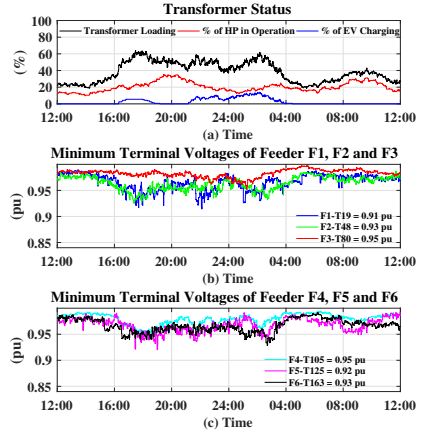 Transformer Status
Transformer Loading % of HP in Operation % of EV Charging
(%)
100
80
60
40
20
0
12:00 16:00 20:00 24:00 04:00 08:00 12:00
(a) Time
Minimum Terminal Voltages of Feeder F1, F2 and F3
(pu)
0.95
0.9
0.85
F1-T19 = 0.91 pu
F2-T48 = 0.93 pu
F3-T80 = 0.95 pu
12:00 16:00 20:00 24:00 04:00 08:00 12:00
(b) Time
Minimum Terminal Voltages of Feeder F4, F5 and F6
(pu)
0.95
0.9
0.85
F4-T105 = 0.95 pu
F5-T125 = 0.92 pu
F6-T163 = 0.93 pu
12:00 16:00 20:00 24:00 04:00 08:00 12:00
(c) Time